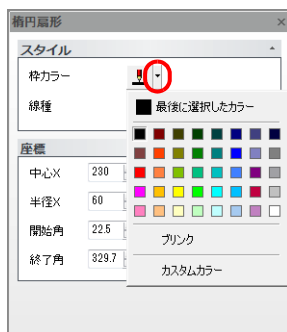 楕円扇形
スタイル
枠カラー
線種
最後に選択したカラー
ブリンク
カスタムカラー
座標
中心X 230
半径X 60
開始角 22.5
終了角 329.7